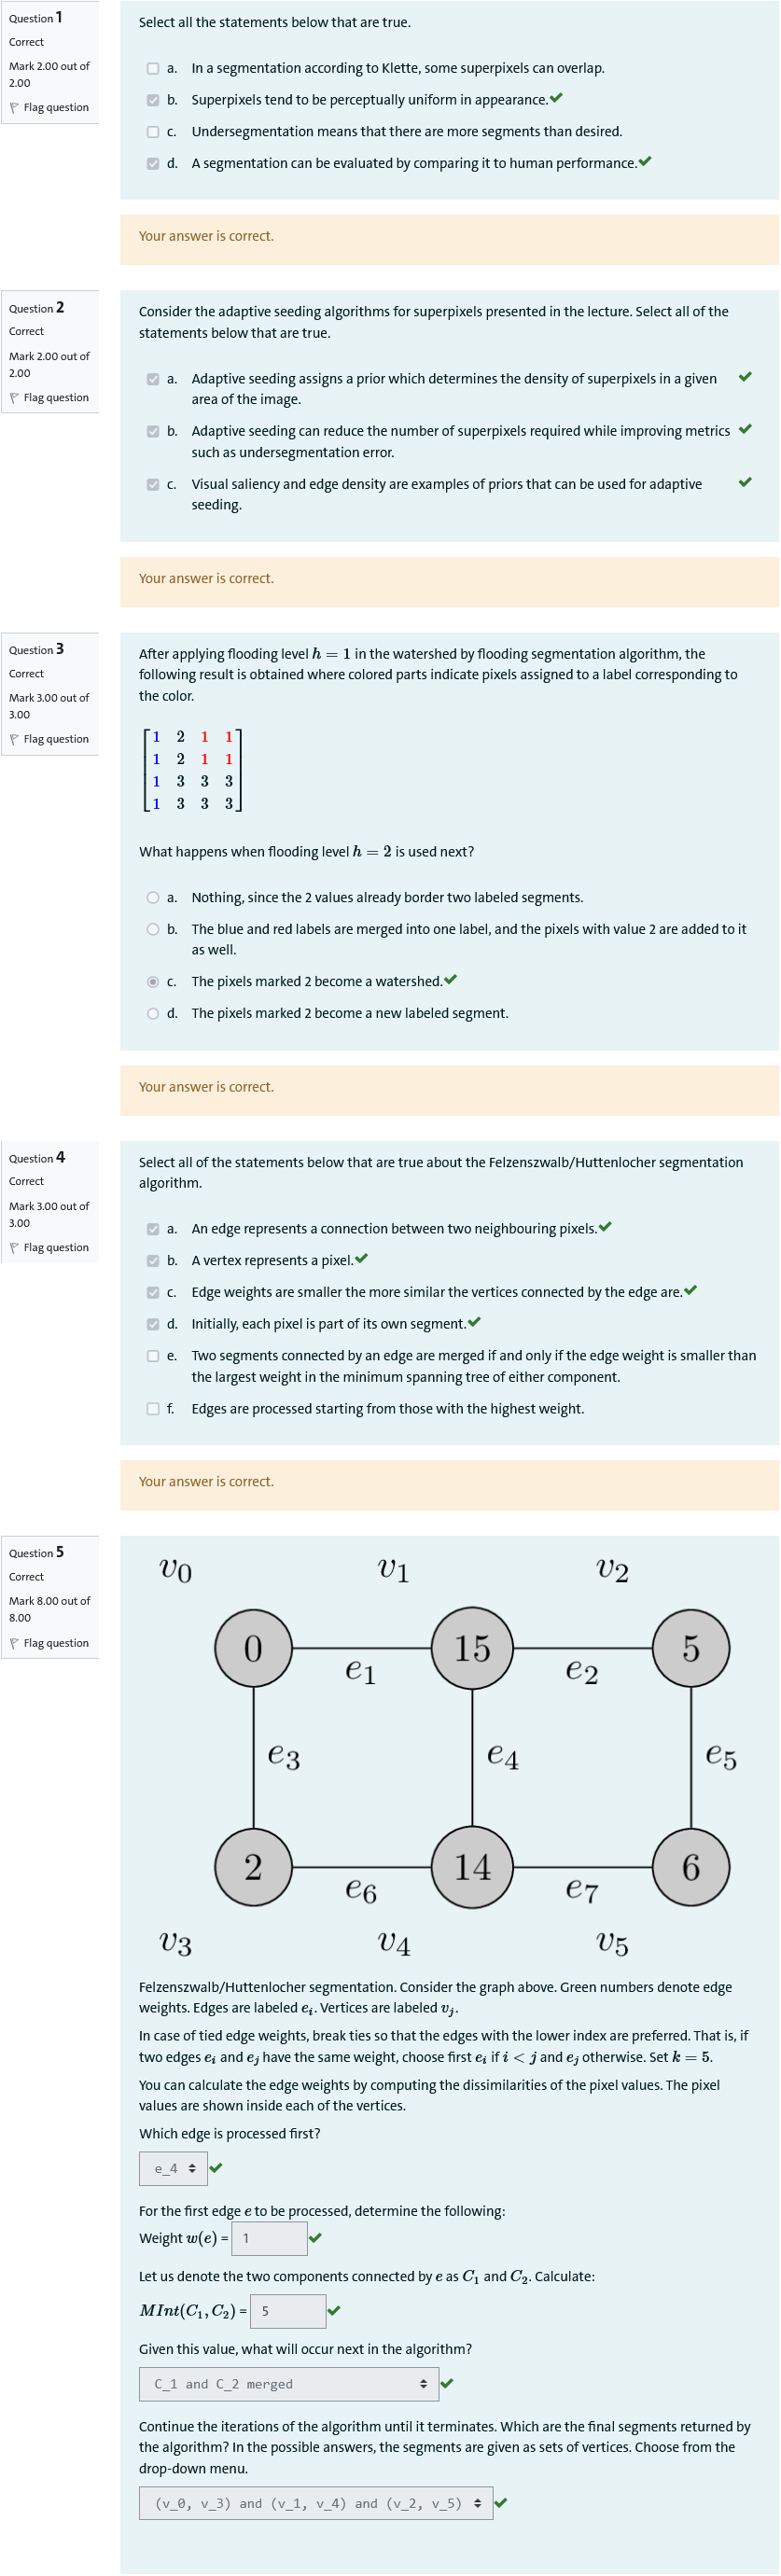 Question 1
Correct
Mark 2.00 out of
2.00
Flag question
Select all the statements below that are true.
a. In a segmentation according to Klette, some superpixels can overlap.
b. Superpixels tend to be perceptually uniform in appearance.
c. Undersegmentation means that there are more segments than desired.
d. A segmentation can be evaluated by comparing it to human performance.
Your answer is correct.
Question 2
Correct
Mark 2.00 out of
2.00
Flag question
Consider the adaptive seeding algorithms for superpixels presented in the lecture. Select all of the
statements below that are true.
a. Adaptive seeding assigns a prior which determines the density of superpixels in a given
area of the image.
b. Adaptive seeding can reduce the number of superpixels required while improving metrics
such as undersegmentation error.
c. Visual saliency and edge density are examples of priors that can be used for adaptive
seeding.
Your answer is correct.
Question 3
Correct
Mark 3.00 out of
3.00
Flag question
After applying flooding level h = 1 in the watershed by flooding segmentation algorithm, the
following result is obtained where colored parts indicate pixels assigned to a label corresponding to
the color.
1 2 1 1
1 2 1 1
1 3 3 3
1 3 3 3
What happens when flooding level h = 2 is used next?
a. Nothing, since the 2 values already border two labeled segments.
b. The blue and red labels are merged into one label, and the pixels with value 2 are added to it
as well.
c. The pixels marked 2 become a watershed.
d. The pixels marked 2 become a new labeled segment.
Your answer is correct.
Question 4
Correct
Mark 3.00 out of
3.00
Flag question
Select all of the statements below that are true about the Felzenszwalb/Huttenlocher segmentation
algorithm.
a. An edge represents a connection between two neighbouring pixels.
b. A vertex represents a pixel.
c. Edge weights are smaller the more similar the vertices connected by the edge are.
d. Initially, each pixel is part of its own segment.
e. Two segments connected by an edge are merged if and only if the edge weight is smaller than
the largest weight in the minimum spanning tree of either component.
f. Edges are processed starting from those with the highest weight.
Your answer is correct.
Question 5
Correct
Mark 8.00 out of
8.00
Flag question
v0 v1 v2
0 15 5
e1 e2
e3 e4 e5
2 14 6
e6 e7
v3 v4 v5
Felzenszwalb/Huttenlocher segmentation. Consider the graph above. Green numbers denote edge
weights. Edges are labeled ei. Vertices are labeled vj.
In case of tied edge weights, break ties so that the edges with the lower index are preferred. That is, if
two edges ei and ej have the same weight, choose first ei if i < j and ej otherwise. Set k = 5.
You can calculate the edge weights by computing the dissimilarities of the pixel values. The pixel
values are shown inside each of the vertices.
Which edge is processed first?
e_4
For the first edge e to be processed, determine the following:
Weight w(e) = 1
Let us denote the two components connected by e as C1 and C2. Calculate:
MInt(C1, C2) = 5
Given this value, what will occur next in the algorithm?
C_1 and C_2 merged
Continue the iterations of the algorithm until it terminates. Which are the final segments returned by
the algorithm? In the possible answers, the segments are given as sets of vertices. Choose from the
drop-down menu.
(v_0, v_3) and (v_1, v_4) and (v_2, v_5)